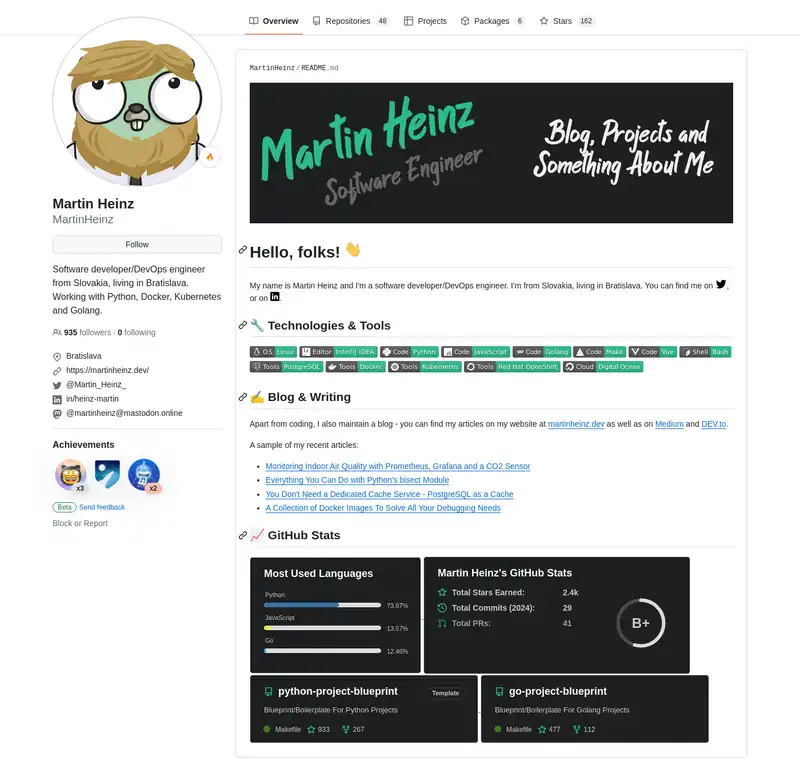 Overview Repositories 48 Projects Packages 6 Stars 162
MartinHeinz/README.md
Martin Heinz
Software Engineer
Blog, Projects and
Something About Me
Martin Heinz
MartinHeinz
Follow
Software developer/DevOps engineer
from Slovakia, living in Bratislava.
Working with Python, Docker, Kubernetes
and Golang.
935 followers · 0 following
Bratislava
https://martinheinz.dev/
@Martin_Heinz_
in/heinz-martin
@martinheinz@mastodon.online
Achievements
x3 x2
Beta Send feedback
Block or Report
Hello, folks! 👋
My name is Martin Heinz and I'm a software developer/DevOps engineer. I'm from Slovakia, living in Bratislava. You can find me on ,
or on .
🔧 Technologies & Tools
OS Linux Editor IntelliJ IDEA Code Python Code JavaScript Code Golang Code Make Code Vue Shell Bash
Tools PostgreSQL Tools Docker Tools Kubernetes Tools Red Hat OpenShift Cloud Digital Ocean
✍️ Blog & Writing
Apart from coding, I also maintain a blog - you can find my articles on my website at martinheinz.dev as well as on Medium and DEV.to.
A sample of my recent articles:
• Monitoring Indoor Air Quality with Prometheus, Grafana and a CO2 Sensor
• Everything You Can Do with Python's bisect Module
• You Don't Need a Dedicated Cache Service - PostgreSQL as a Cache
• A Collection of Docker Images To Solve All Your Debugging Needs
📈 GitHub Stats
Most Used Languages
Python
73.97%
JavaScript
13.57%
Go
12.46%
Martin Heinz's GitHub Stats
Total Stars Earned: 2.4k
Total Commits (2024): 29
Total PRs: 41
B+
python-project-blueprint Template
Blueprint/Boilerplate For Python Projects
Makefile 933 267
go-project-blueprint
Blueprint/Boilerplate For Golang Projects
Makefile 477 112